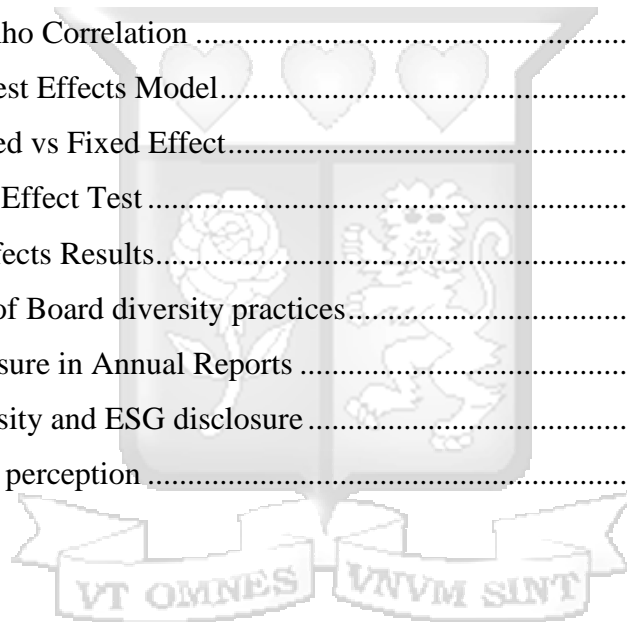 ho Correlation ..............................................................
est Effects Model..........................................................
ed vs Fixed Effect.........................................................
Effect Test ....................................................................
fects Results..................................................................
of Board diversity practices..........................................
sure in Annual Reports .................................................
sity and ESG disclosure ................................................
perception ....................................................................
VT OMNES VNVM SINT